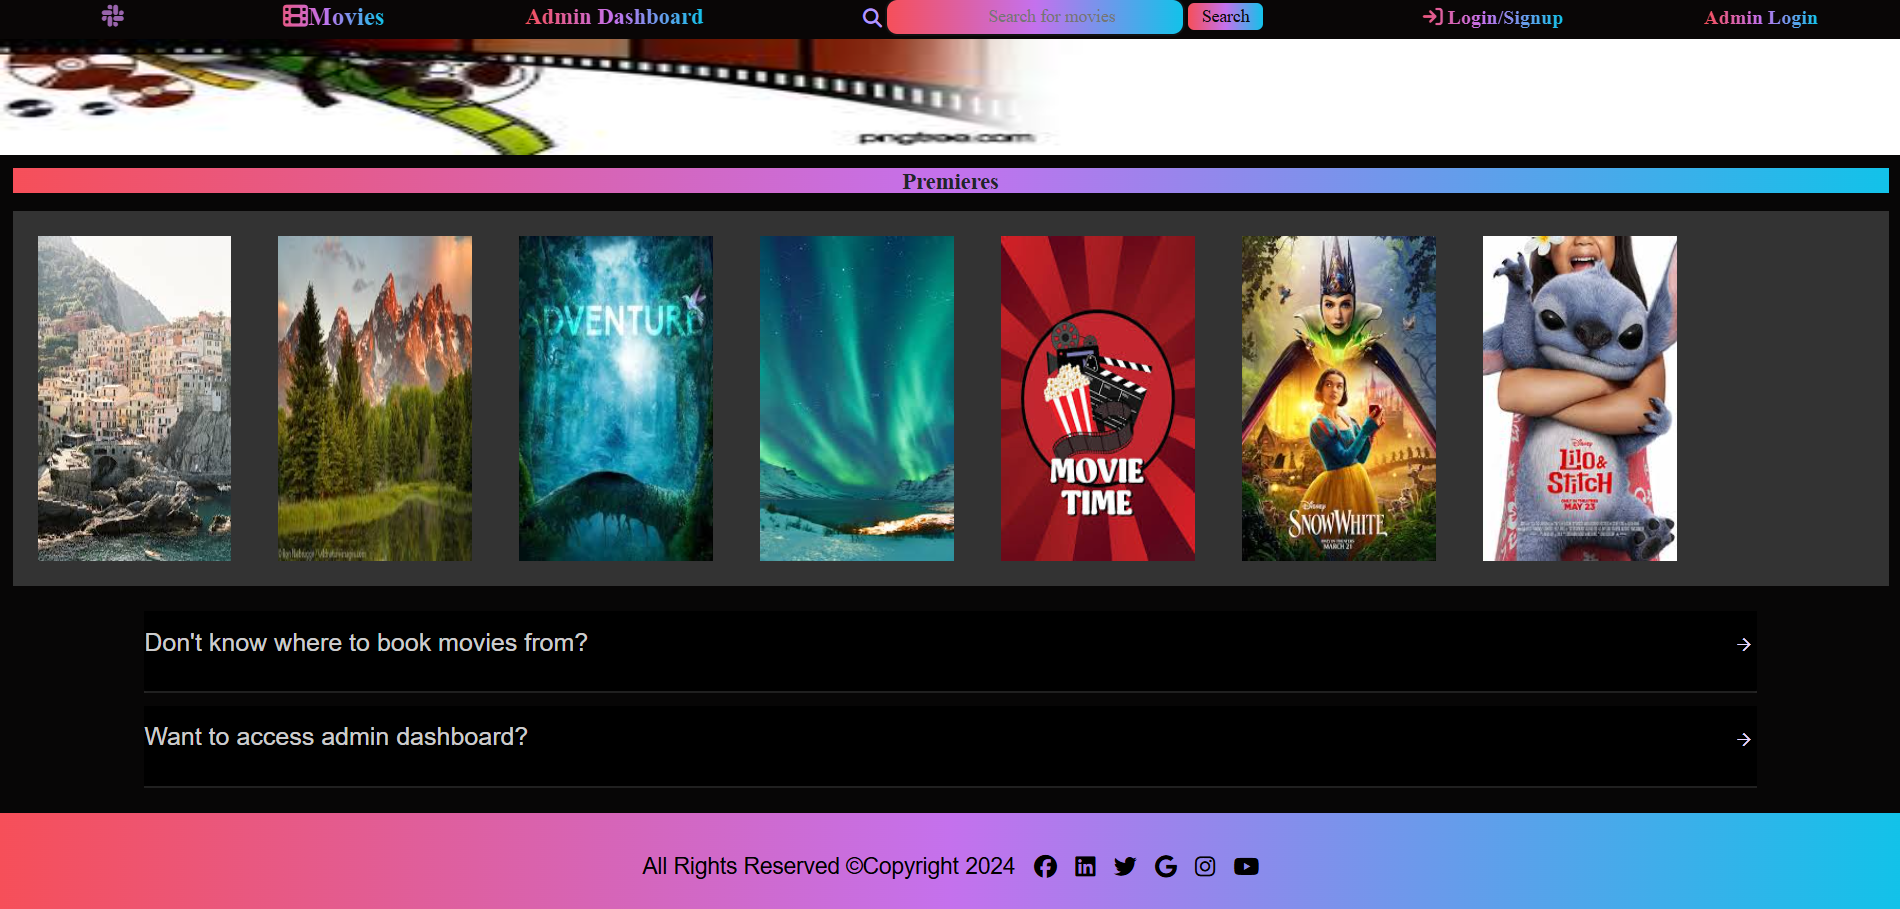 Movies
Admin Dashboard
Search for movies
Search
Login/Signup
Admin Login
pngtree.com
Premieres
ADVENTURE
MOVIE
TIME
Disney
SNOW WHITE
MARCH 21
Disney
Lilo &
Stitch
MAY 23
Don't know where to book movies from?
Want to access admin dashboard?
All Rights Reserved ©Copyright 2024